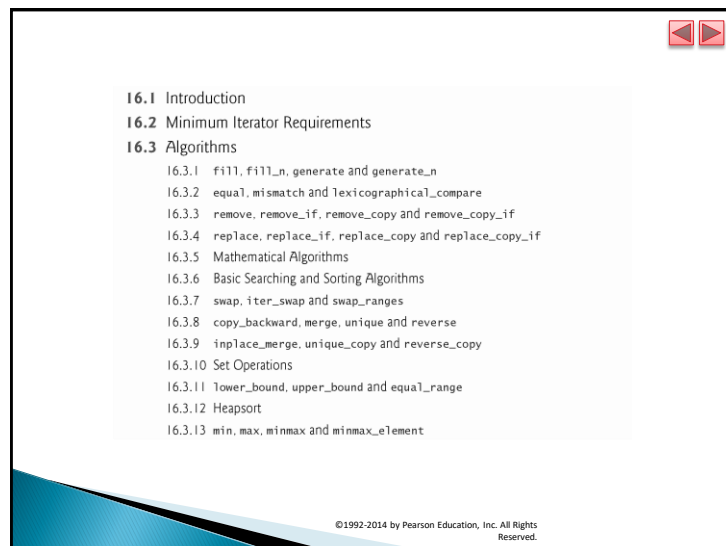 16.1 Introduction
16.2 Minimum Iterator Requirements
16.3 Algorithms
16.3.1 fill, fill_n, generate and generate_n
16.3.2 equal, mismatch and lexicographical_compare
16.3.3 remove, remove_if, remove_copy and remove_copy_if
16.3.4 replace, replace_if, replace_copy and replace_copy_if
16.3.5 Mathematical Algorithms
16.3.6 Basic Searching and Sorting Algorithms
16.3.7 swap, iter_swap and swap_ranges
16.3.8 copy_backward, merge, unique and reverse
16.3.9 inplace_merge, unique_copy and reverse_copy
16.3.10 Set Operations
16.3.11 lower_bound, upper_bound and equal_range
16.3.12 Heapsort
16.3.13 min, max, minmax and minmax_element
©1992-2014 by Pearson Education, Inc. All Rights
Reserved.